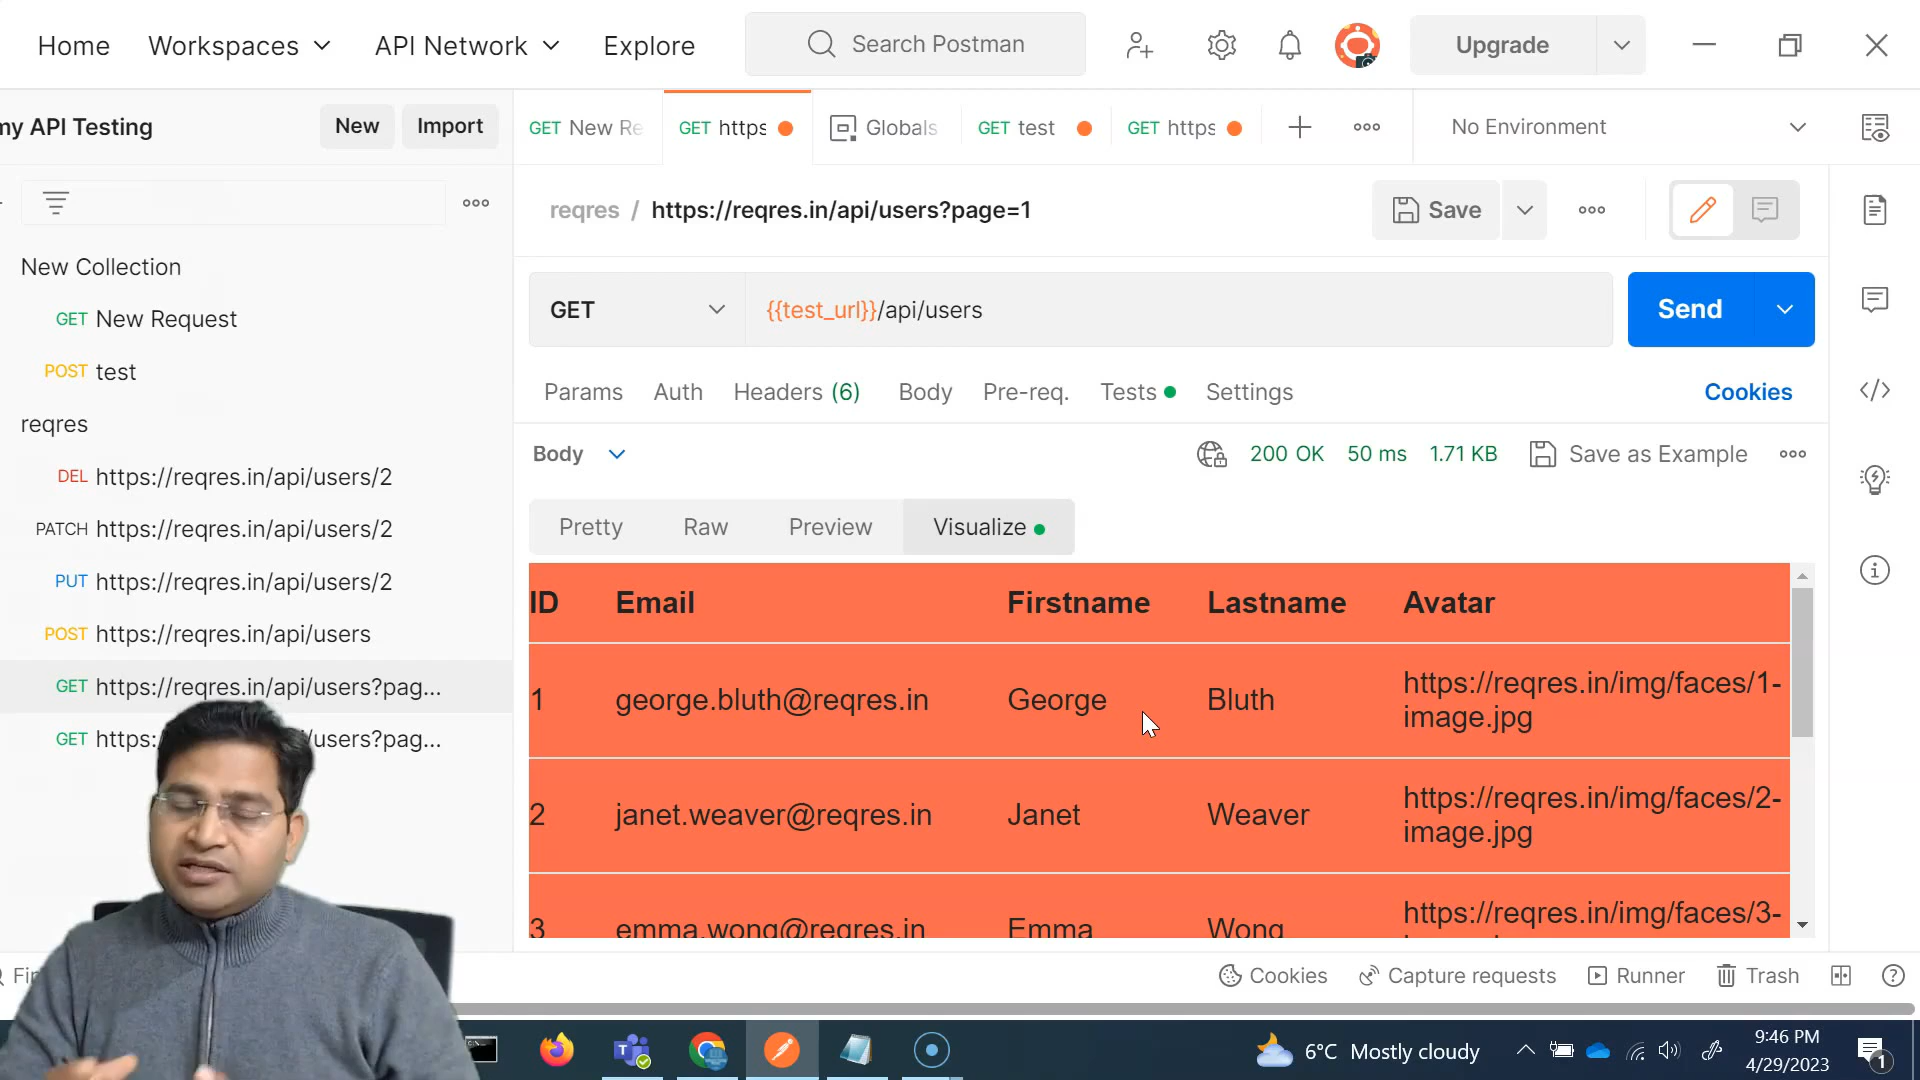 Home Workspaces API Network Explore Search Postman Upgrade
my API Testing New Import GET New Re GET https Globals GET test GET https No Environment
reqres / https://reqres.in/api/users?page=1 Save
New Collection
GET New Request
POST test
reqres
DEL https://reqres.in/api/users/2
PATCH https://reqres.in/api/users/2
PUT https://reqres.in/api/users/2
POST https://reqres.in/api/users
GET https://reqres.in/api/users?pag...
GET https: /users?pag...
GET {{test_url}}/api/users Send
Params Auth Headers (6) Body Pre-req. Tests Settings Cookies
Body 200 OK 50 ms 1.71 KB Save as Example
Pretty Raw Preview Visualize
ID Email Firstname Lastname Avatar
1 george.bluth@reqres.in George Bluth https://reqres.in/img/faces/1-
image.jpg
2 janet.weaver@reqres.in Janet Weaver https://reqres.in/img/faces/2-
image.jpg
3 emma.wong@reqres.in Emma Wong https://reqres.in/img/faces/3-
Cookies Capture requests Runner Trash
6°C Mostly cloudy 9:46 PM
4/29/2023 1